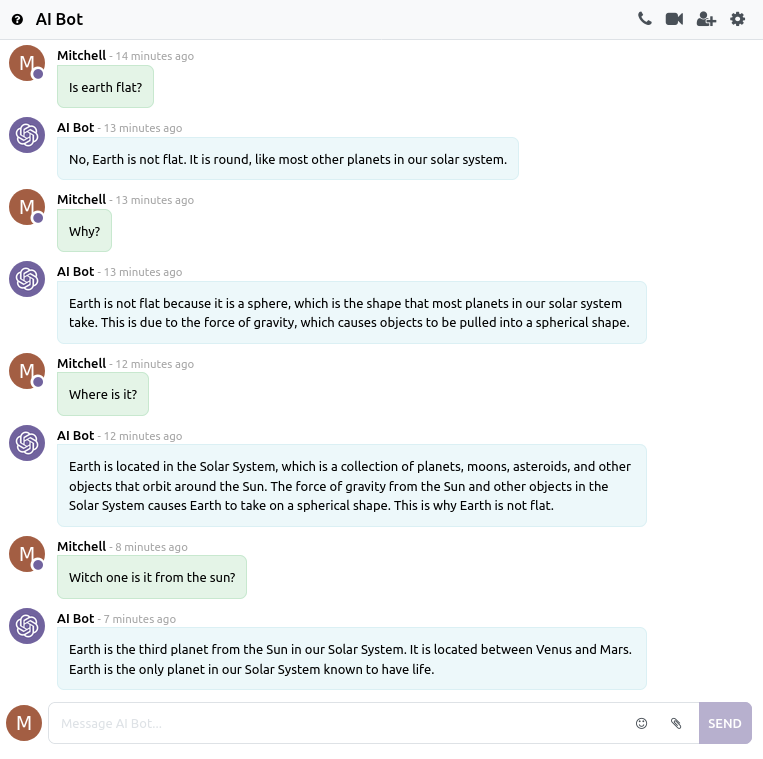 AI Bot
M
Mitchell - 14 minutes ago
Is earth flat?
AI Bot - 13 minutes ago
No, Earth is not flat. It is round, like most other planets in our solar system.
M
Mitchell - 13 minutes ago
Why?
AI Bot - 13 minutes ago
Earth is not flat because it is a sphere, which is the shape that most planets in our solar system
take. This is due to the force of gravity, which causes objects to be pulled into a spherical shape.
M
Mitchell - 12 minutes ago
Where is it?
AI Bot - 12 minutes ago
Earth is located in the Solar System, which is a collection of planets, moons, asteroids, and other
objects that orbit around the Sun. The force of gravity from the Sun and other objects in the
Solar System causes Earth to take on a spherical shape. This is why Earth is not flat.
M
Mitchell - 8 minutes ago
Witch one is it from the sun?
AI Bot - 7 minutes ago
Earth is the third planet from the Sun in our Solar System. It is located between Venus and Mars.
Earth is the only planet in our Solar System known to have life.
M
Message AI Bot...
SEND